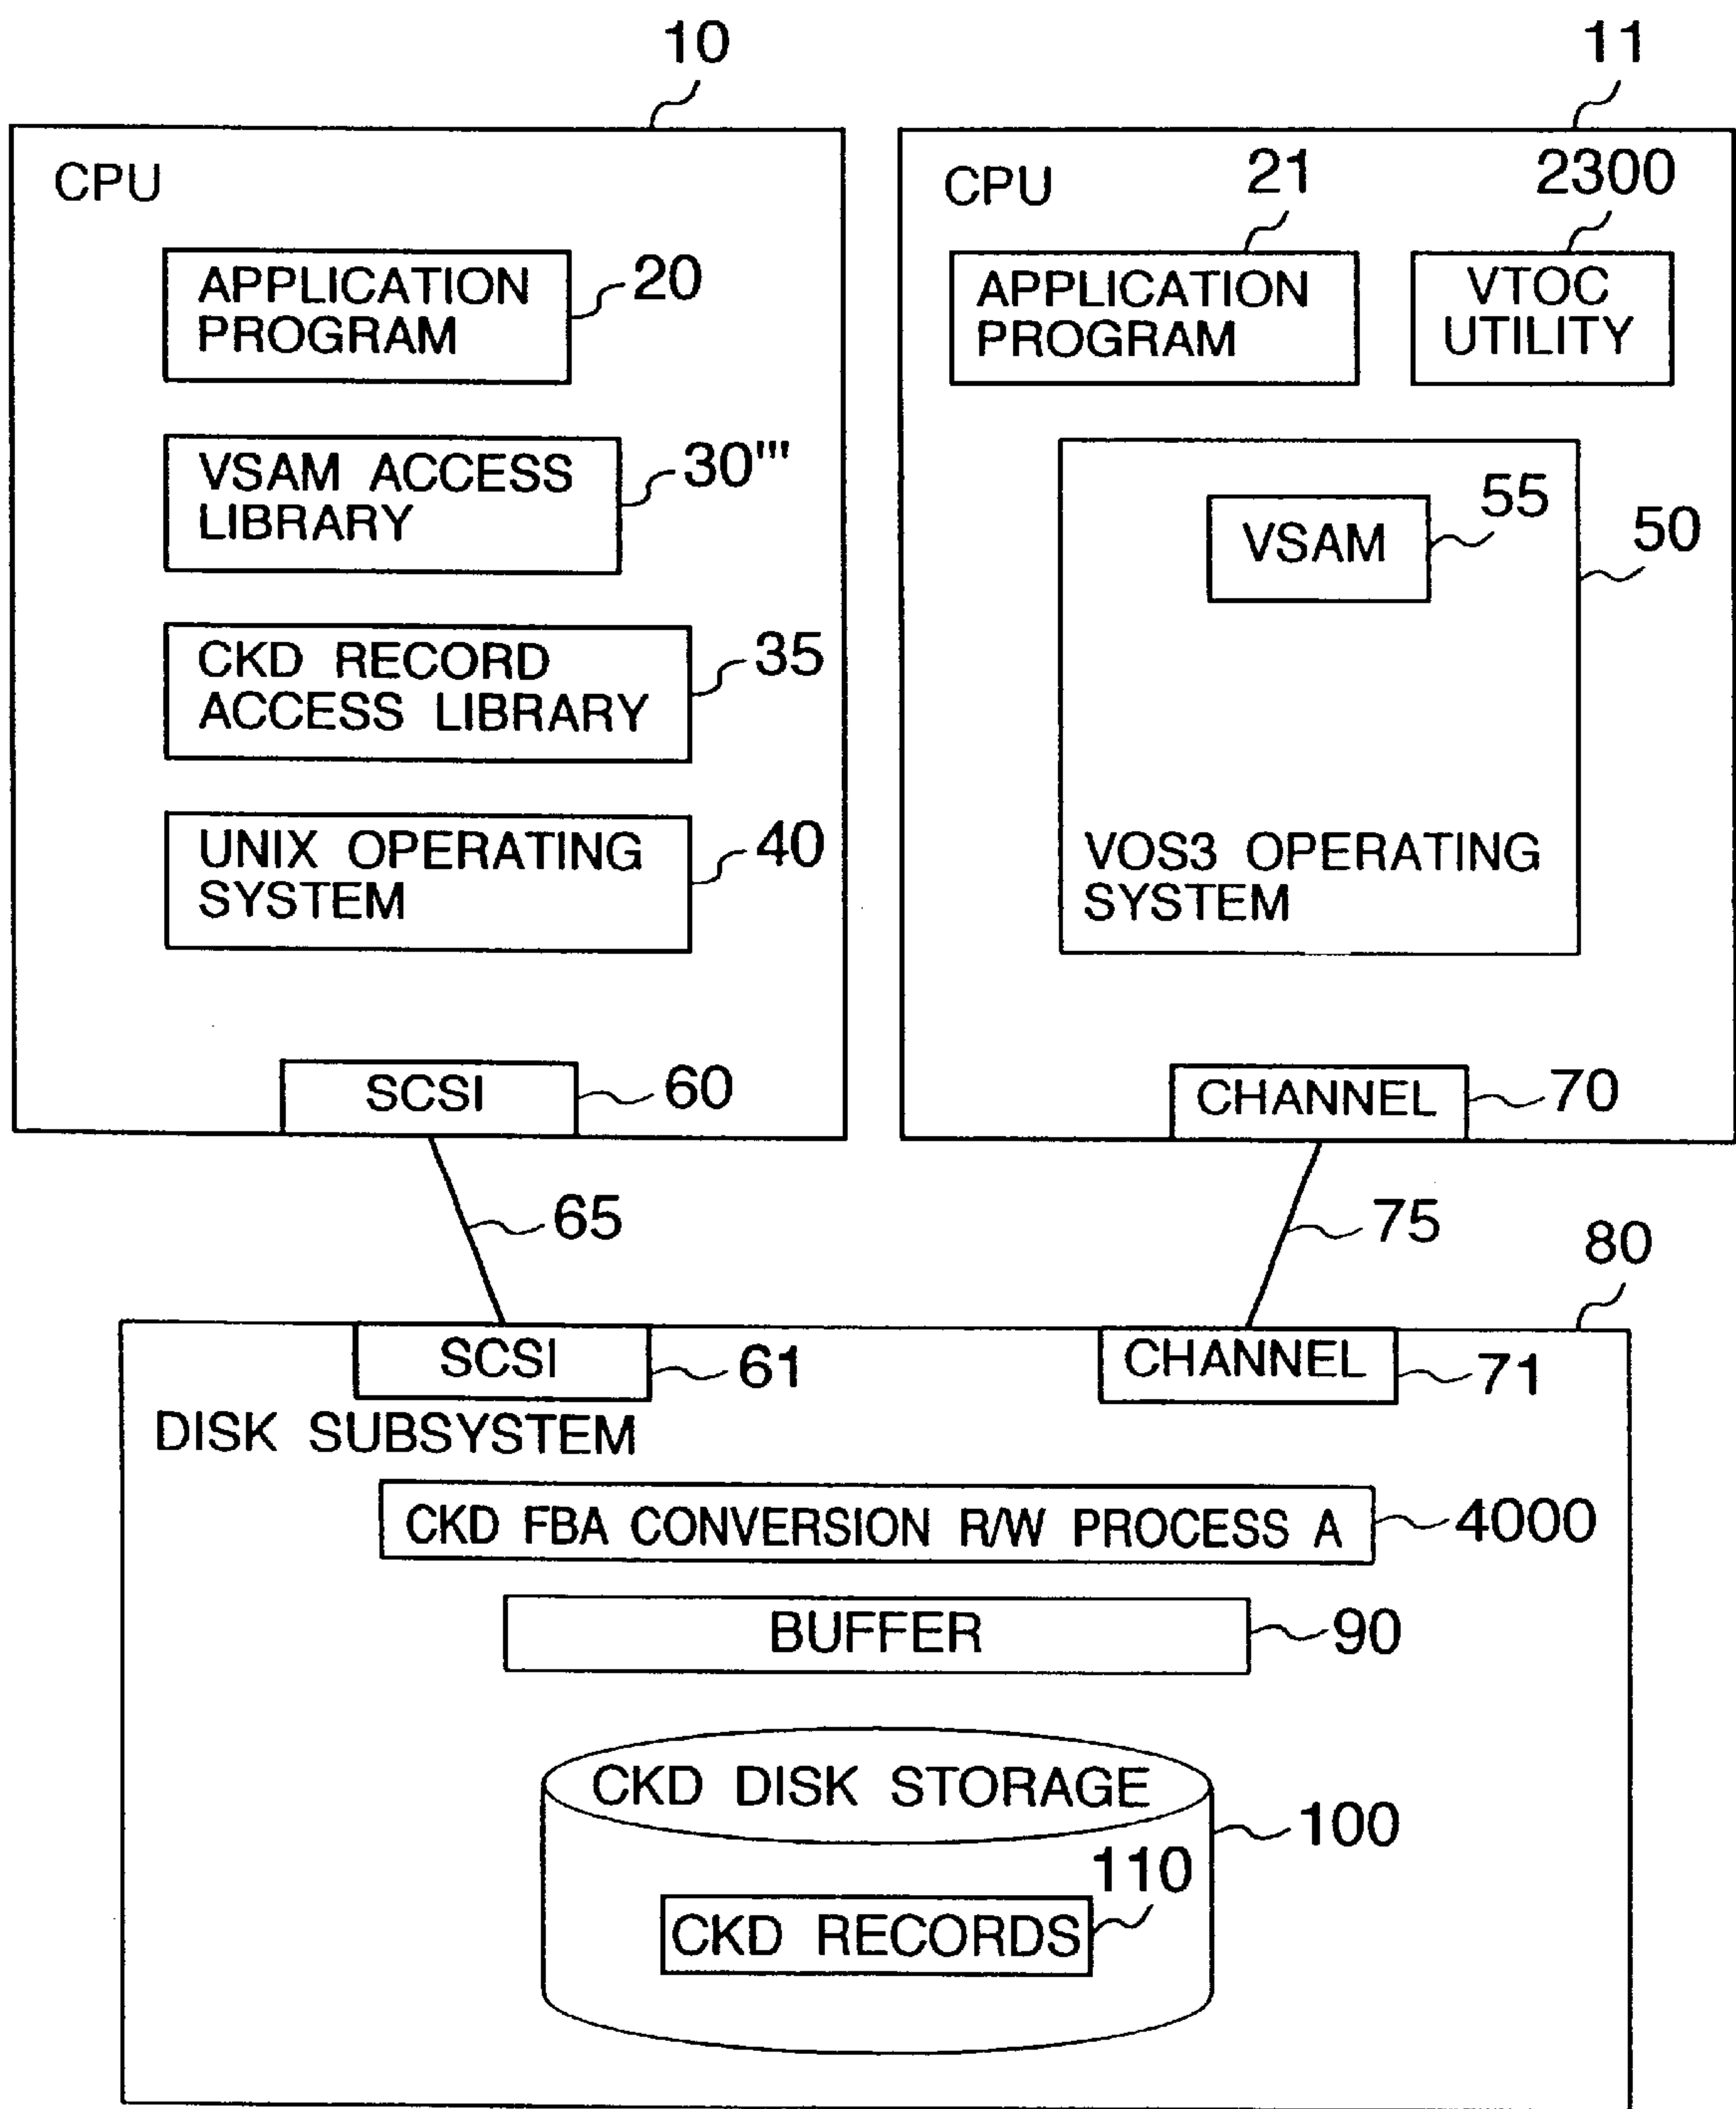 10
11
CPU
CPU
21
2300
APPLICATION
PROGRAM
20
APPLICATION
PROGRAM
VTOC
UTILITY
VSAM ACCESS
LIBRARY
30'''
VSAM
55
50
CKD RECORD
ACCESS LIBRARY
35
UNIX OPERATING
SYSTEM
40
VOS3 OPERATING
SYSTEM
SCSI
60
CHANNEL
70
65
75
80
SCSI
61
CHANNEL
71
DISK SUBSYSTEM
CKD FBA CONVERSION R/W PROCESS A
4000
BUFFER
90
CKD DISK STORAGE
100
110
CKD RECORDS